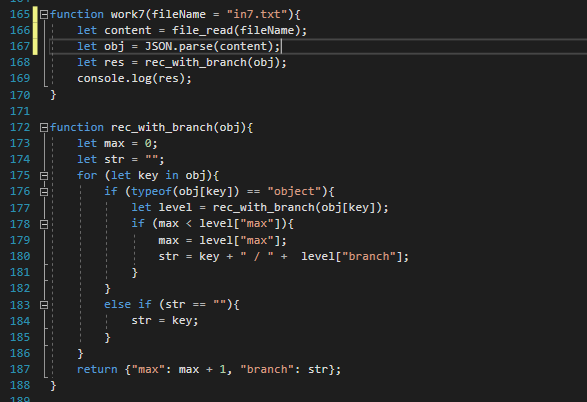 165 function work7(fileName = "in7.txt"){
166     let content = file_read(fileName);
167     let obj = JSON.parse(content);
168     let res = rec_with_branch(obj);
169     console.log(res);
170 }
171
172 function rec_with_branch(obj){
173     let max = 0;
174     let str = "";
175     for (let key in obj){
176         if (typeof(obj[key]) == "object"){
177             let level = rec_with_branch(obj[key]);
178             if (max < level["max"]){
179                 max = level["max"];
180                 str = key + " / " +  level["branch"];
181             }
182         }
183         else if (str == ""){
184             str = key;
185         }
186     }
187     return {"max": max + 1, "branch": str};
188 }